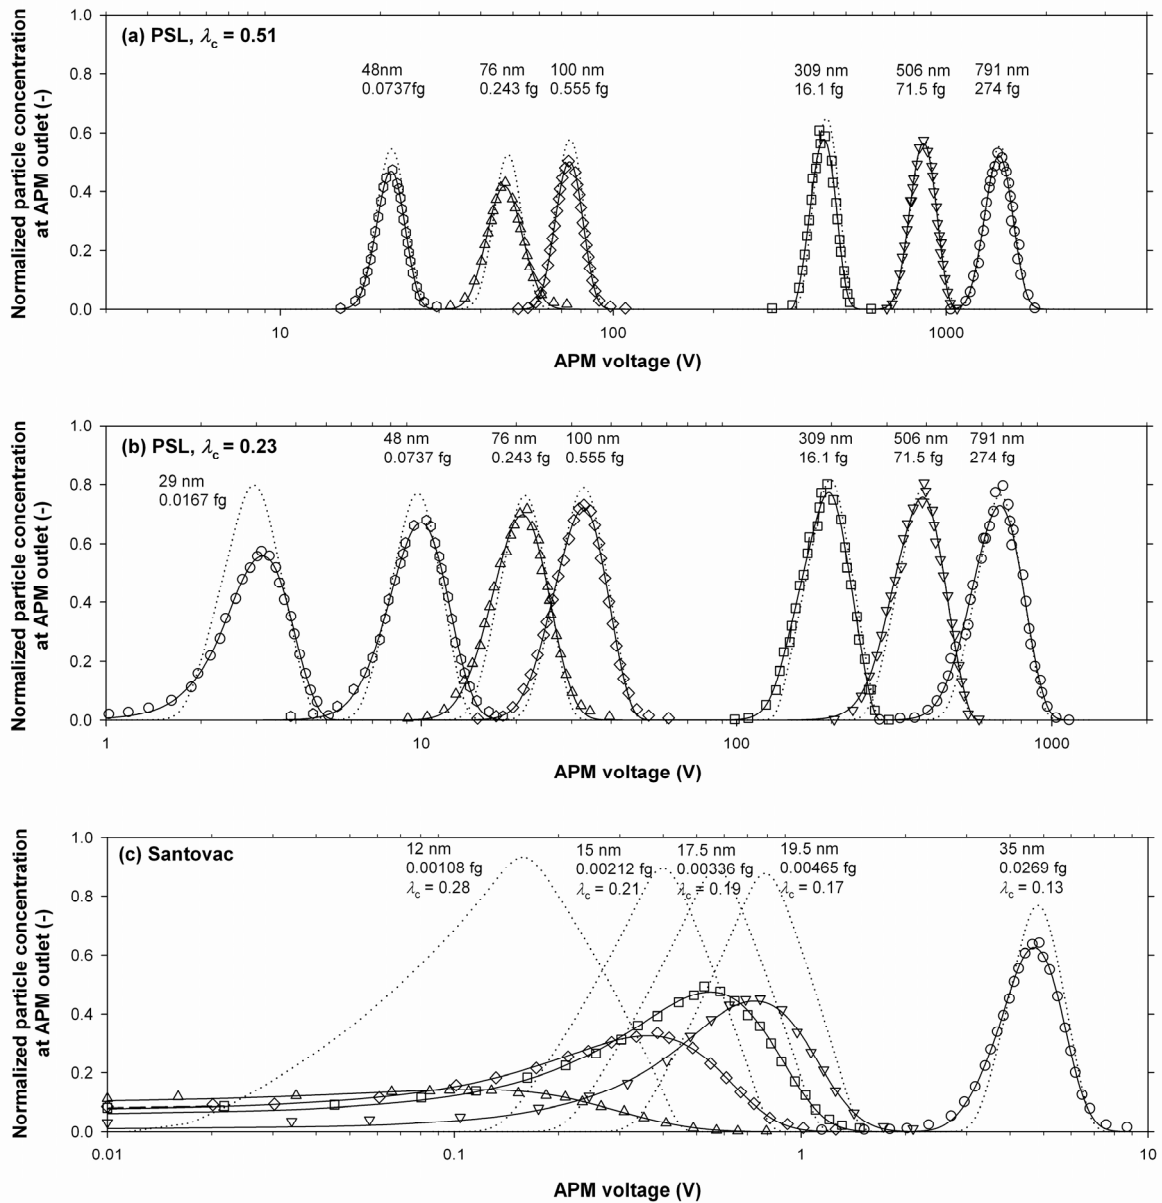 Normalized particle concentration
at APM outlet (-)
1.0
0.8
0.6
0.4
0.2
0.0
(a) PSL, λc = 0.51
48nm
0.0737fg
76 nm
0.243 fg
100 nm
0.555 fg
309 nm
16.1 fg
506 nm
71.5 fg
791 nm
274 fg
10
100
1000
APM voltage (V)
Normalized particle concentration
at APM outlet (-)
1.0
0.8
0.6
0.4
0.2
0.0
(b) PSL, λc = 0.23
29 nm
0.0167 fg
48 nm
0.0737 fg
76 nm
0.243 fg
100 nm
0.555 fg
309 nm
16.1 fg
506 nm
71.5 fg
791 nm
274 fg
1
10
100
1000
APM voltage (V)
Normalized particle concentration
at APM outlet (-)
1.0
0.8
0.6
0.4
0.2
0.0
(c) Santovac
12 nm
0.00108 fg
λc = 0.28
15 nm
0.00212 fg
λc = 0.21
17.5 nm
0.00336 fg
λc = 0.19
19.5 nm
0.00465 fg
λc = 0.17
35 nm
0.0269 fg
λc = 0.13
0.01
0.1
1
10
APM voltage (V)